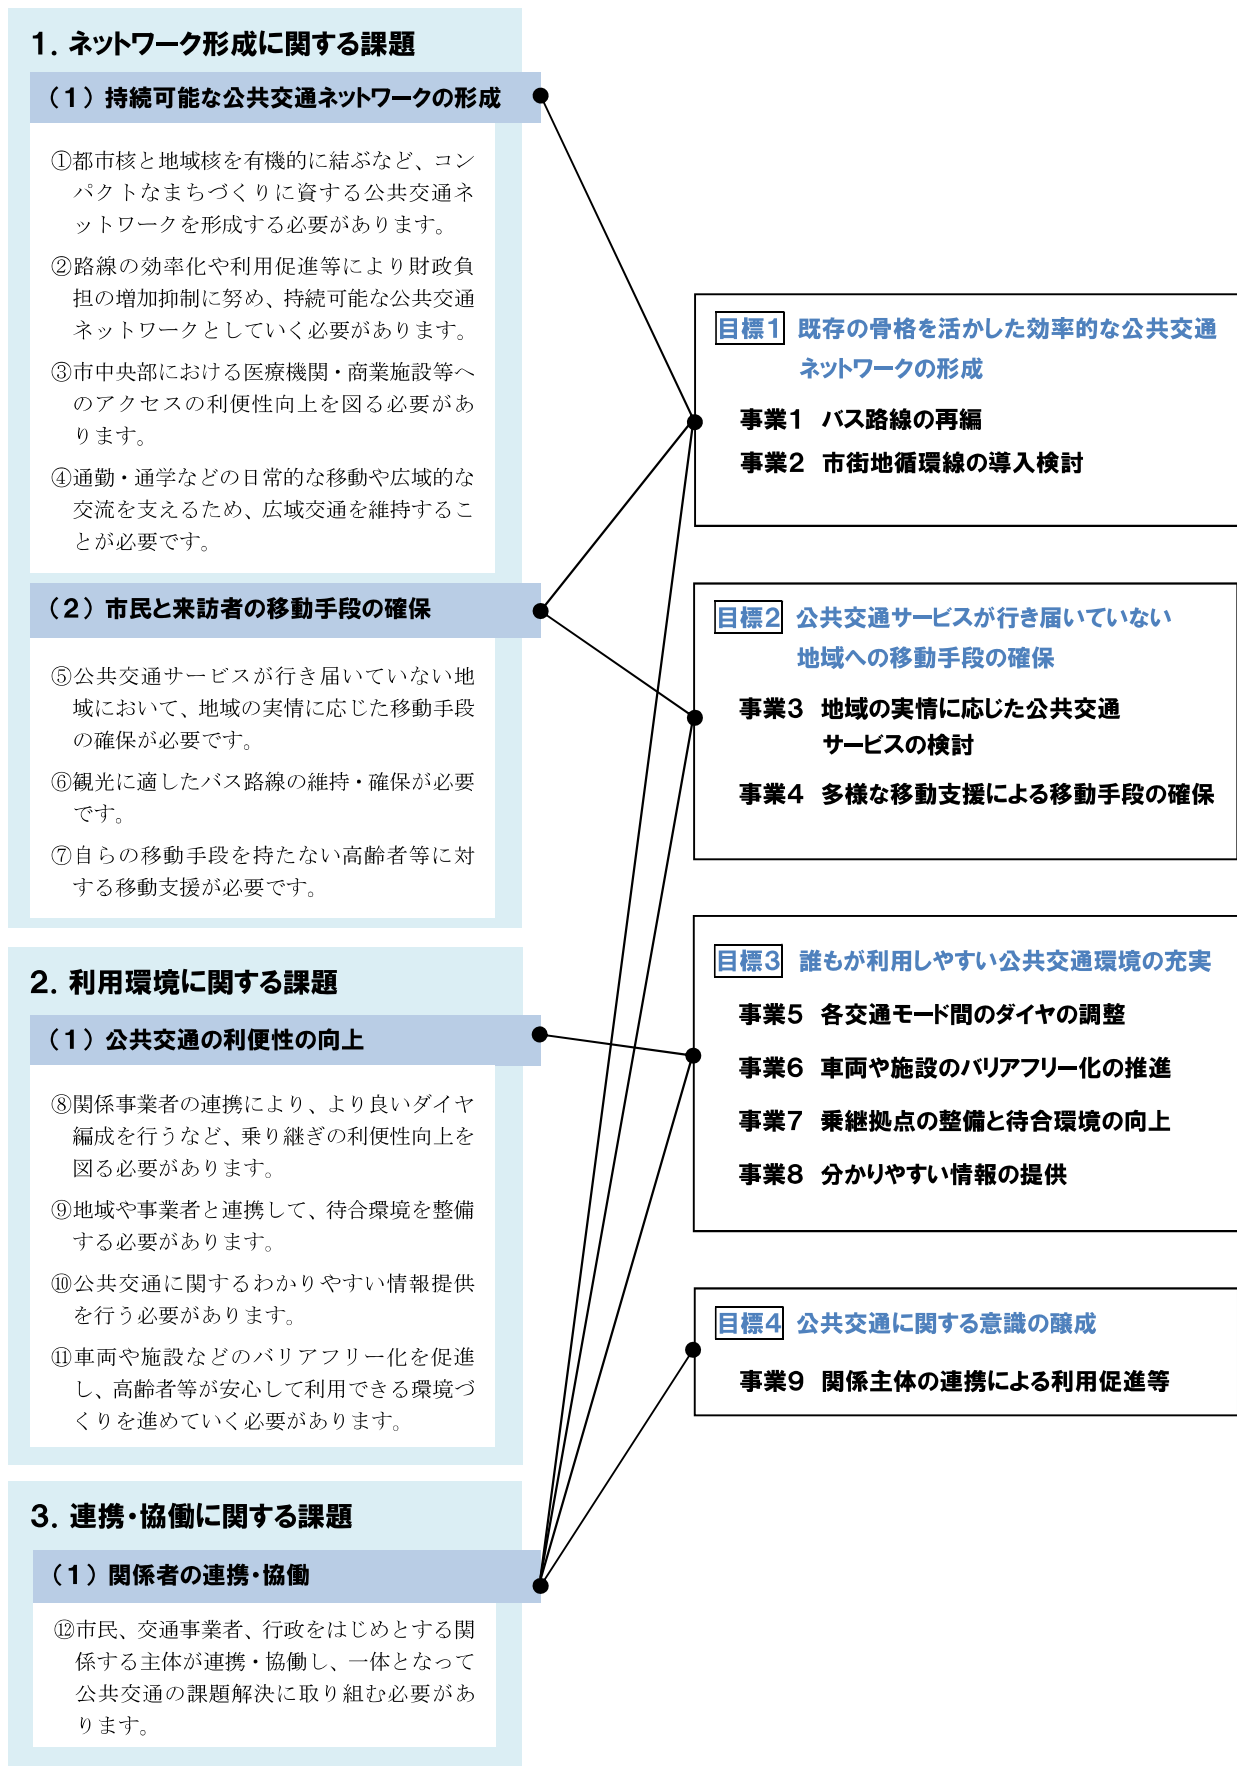 1. ネットワーク形成に関する課題
（１）持続可能な公共交通ネットワークの形成
①都市核と地域核を有機的に結ぶなど、コン
パクトなまちづくりに資する公共交通ネ
ットワークを形成する必要があります。
②路線の効率化や利用促進等により財政負
担の増加抑制に努め、持続可能な公共交通
ネットワークとしていく必要があります。
③市中央部における医療機関・商業施設等へ
のアクセスの利便性向上を図る必要があ
ります。
④通勤・通学などの日常的な移動や広域的な
交流を支えるため、広域交通を維持するこ
とが必要です。
（２）市民と来訪者の移動手段の確保
⑤公共交通サービスが行き届いていない地
域において、地域の実情に応じた移動手段
の確保が必要です。
⑥観光に適したバス路線の維持・確保が必要
です。
⑦自らの移動手段を持たない高齢者等に対
する移動支援が必要です。
2. 利用環境に関する課題
（１）公共交通の利便性の向上
⑧関係事業者の連携により、より良いダイヤ
編成を行うなど、乗り継ぎの利便性向上を
図る必要があります。
⑨地域や事業者と連携して、待合環境を整備
する必要があります。
⑩公共交通に関するわかりやすい情報提供
を行う必要があります。
⑪車両や施設などのバリアフリー化を促進
し、高齢者等が安心して利用できる環境づ
くりを進めていく必要があります。
3. 連携・協働に関する課題
（１）関係者の連携・協働
⑫市民、交通事業者、行政をはじめとする関
係する主体が連携・協働し、一体となって
公共交通の課題解決に取り組む必要があ
ります。
目標1 既存の骨格を活かした効率的な公共交通
ネットワークの形成
事業1 バス路線の再編
事業2 市街地循環線の導入検討
目標2 公共交通サービスが行き届いていない
地域への移動手段の確保
事業3 地域の実情に応じた公共交通
サービスの検討
事業4 多様な移動支援による移動手段の確保
目標3 誰もが利用しやすい公共交通環境の充実
事業5 各交通モード間のダイヤの調整
事業6 車両や施設のバリアフリー化の推進
事業7 乗継拠点の整備と待合環境の向上
事業8 分かりやすい情報の提供
目標4 公共交通に関する意識の醸成
事業9 関係主体の連携による利用促進等